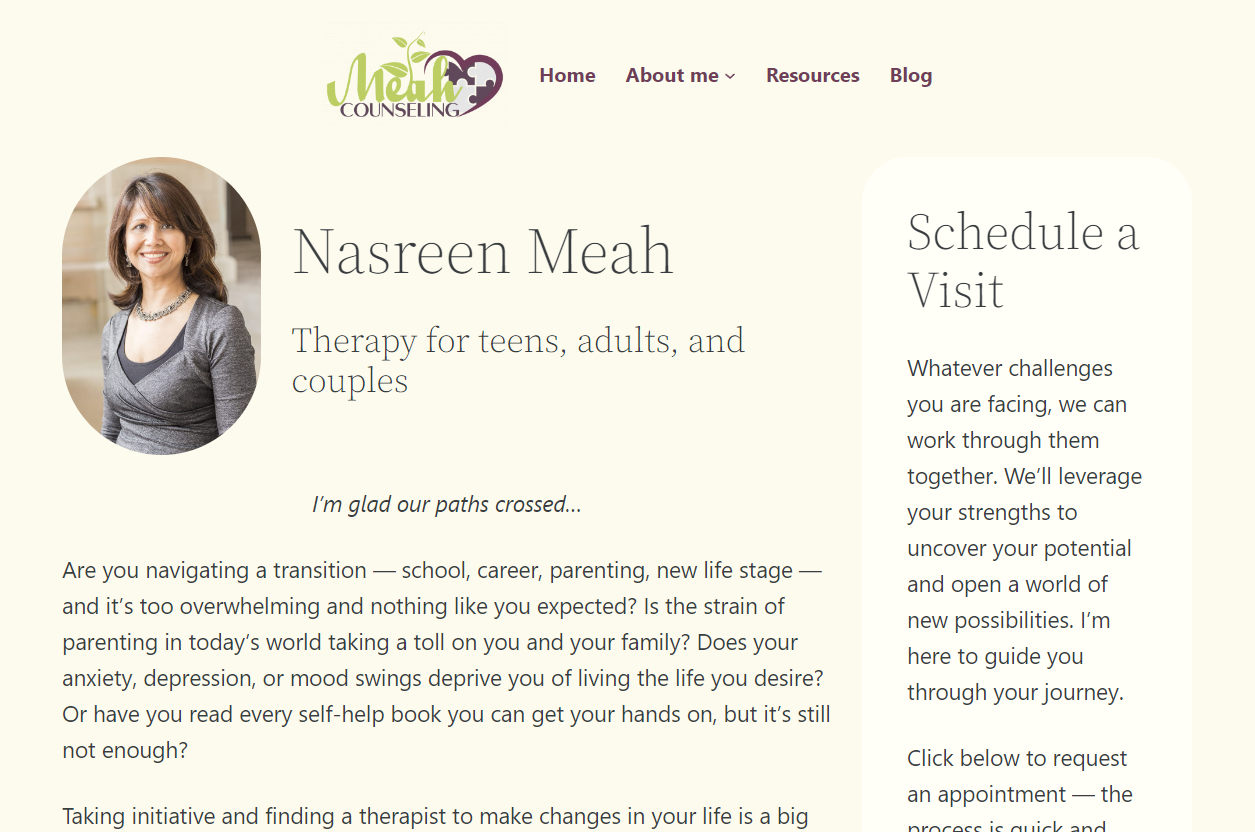 Meah
COUNSELING
Home
About me
Resources
Blog
Nasreen Meah
Therapy for teens, adults, and
couples
I’m glad our paths crossed…
Are you navigating a transition — school, career, parenting, new life stage —
and it’s too overwhelming and nothing like you expected? Is the strain of
parenting in today’s world taking a toll on you and your family? Does your
anxiety, depression, or mood swings deprive you of living the life you desire?
Or have you read every self-help book you can get your hands on, but it’s still
not enough?
Taking initiative and finding a therapist to make changes in your life is a big
Schedule a
Visit
Whatever challenges
you are facing, we can
work through them
together. We’ll leverage
your strengths to
uncover your potential
and open a world of
new possibilities. I’m
here to guide you
through your journey.
Click below to request
an appointment — the
process is quick and